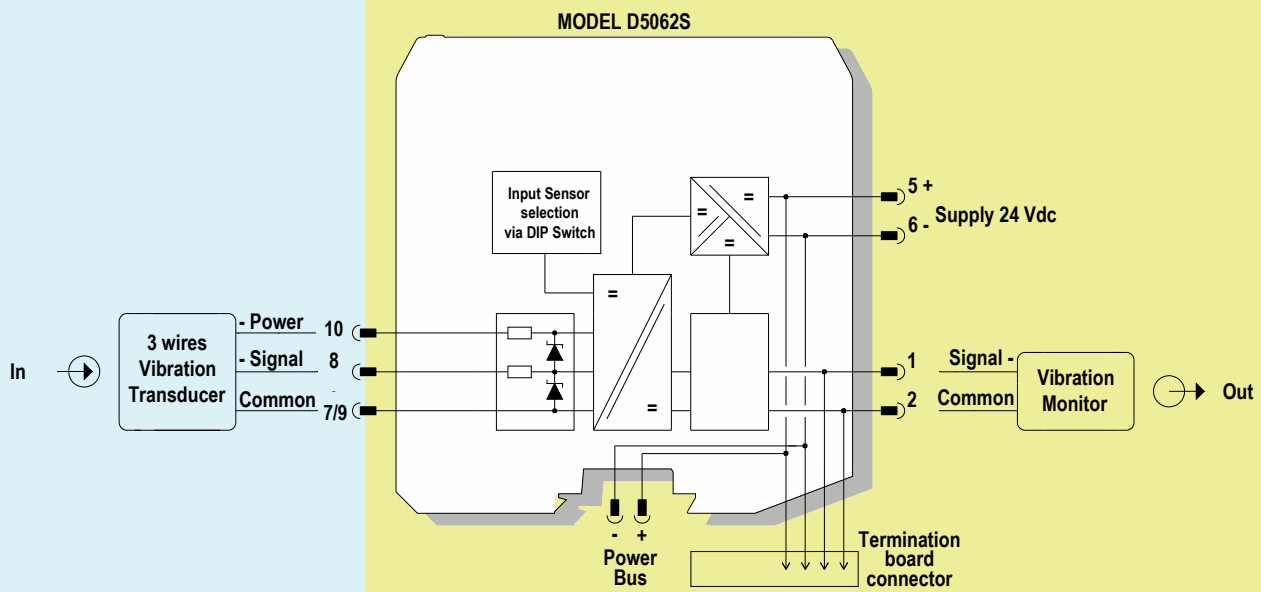 MODEL D5062S
Input Sensor
selection
via DIP Switch
=
=
=
5 +
Supply 24 Vdc
6 -
=
=
In
3 wires
Vibration
Transducer
- Power 10
- Signal 8
Common 7/9
1 Signal -
2 Common
Vibration
Monitor
Out
- +
Power
Bus
Termination
board
connector